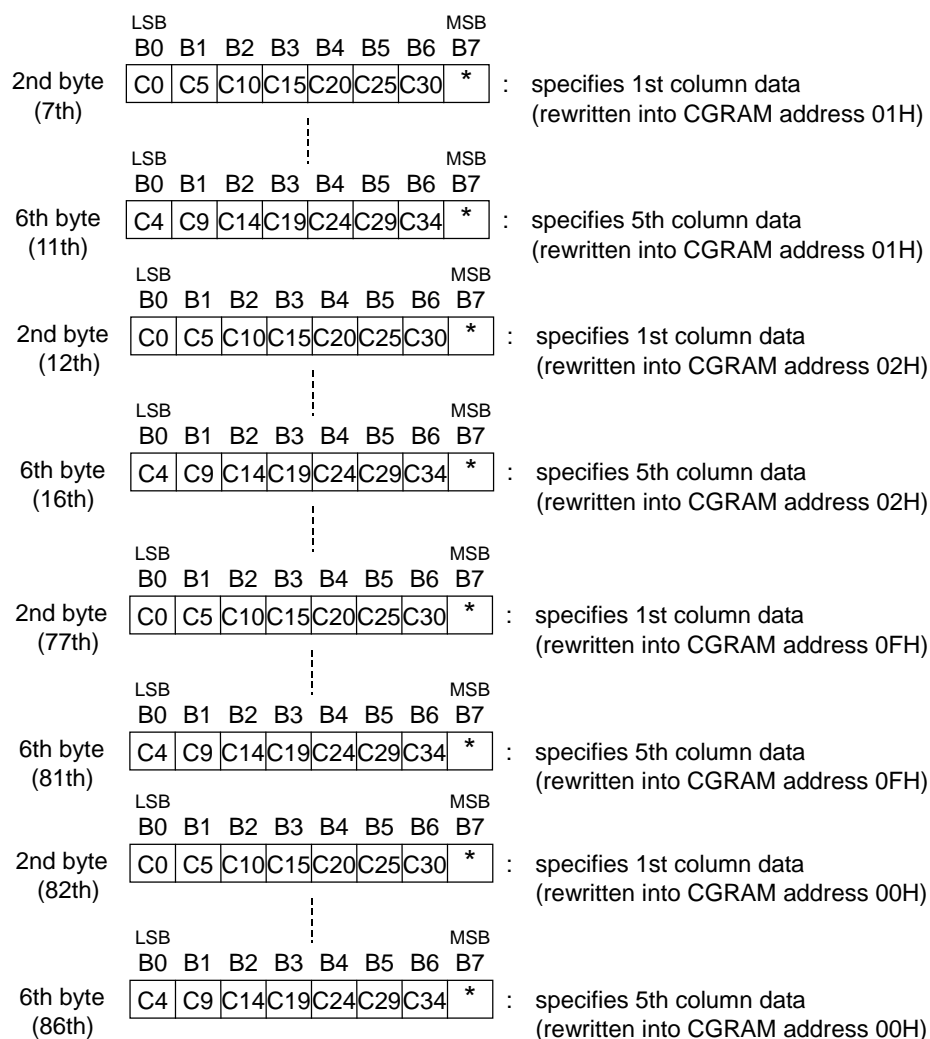 LSB MSB
B0 B1 B2 B3 B4 B5 B6 B7
2nd byte C0 C5 C10 C15 C20 C25 C30 * : specifies 1st column data
(7th) (rewritten into CGRAM address 01H)
LSB MSB
B0 B1 B2 B3 B4 B5 B6 B7
6th byte C4 C9 C14 C19 C24 C29 C34 * : specifies 5th column data
(11th) (rewritten into CGRAM address 01H)
LSB MSB
B0 B1 B2 B3 B4 B5 B6 B7
2nd byte C0 C5 C10 C15 C20 C25 C30 * : specifies 1st column data
(12th) (rewritten into CGRAM address 02H)
LSB MSB
B0 B1 B2 B3 B4 B5 B6 B7
6th byte C4 C9 C14 C19 C24 C29 C34 * : specifies 5th column data
(16th) (rewritten into CGRAM address 02H)
LSB MSB
B0 B1 B2 B3 B4 B5 B6 B7
2nd byte C0 C5 C10 C15 C20 C25 C30 * : specifies 1st column data
(77th) (rewritten into CGRAM address 0FH)
LSB MSB
B0 B1 B2 B3 B4 B5 B6 B7
6th byte C4 C9 C14 C19 C24 C29 C34 * : specifies 5th column data
(81th) (rewritten into CGRAM address 0FH)
LSB MSB
B0 B1 B2 B3 B4 B5 B6 B7
2nd byte C0 C5 C10 C15 C20 C25 C30 * : specifies 1st column data
(82th) (rewritten into CGRAM address 00H)
LSB MSB
B0 B1 B2 B3 B4 B5 B6 B7
6th byte C4 C9 C14 C19 C24 C29 C34 * : specifies 5th column data
(86th) (rewritten into CGRAM address 00H)